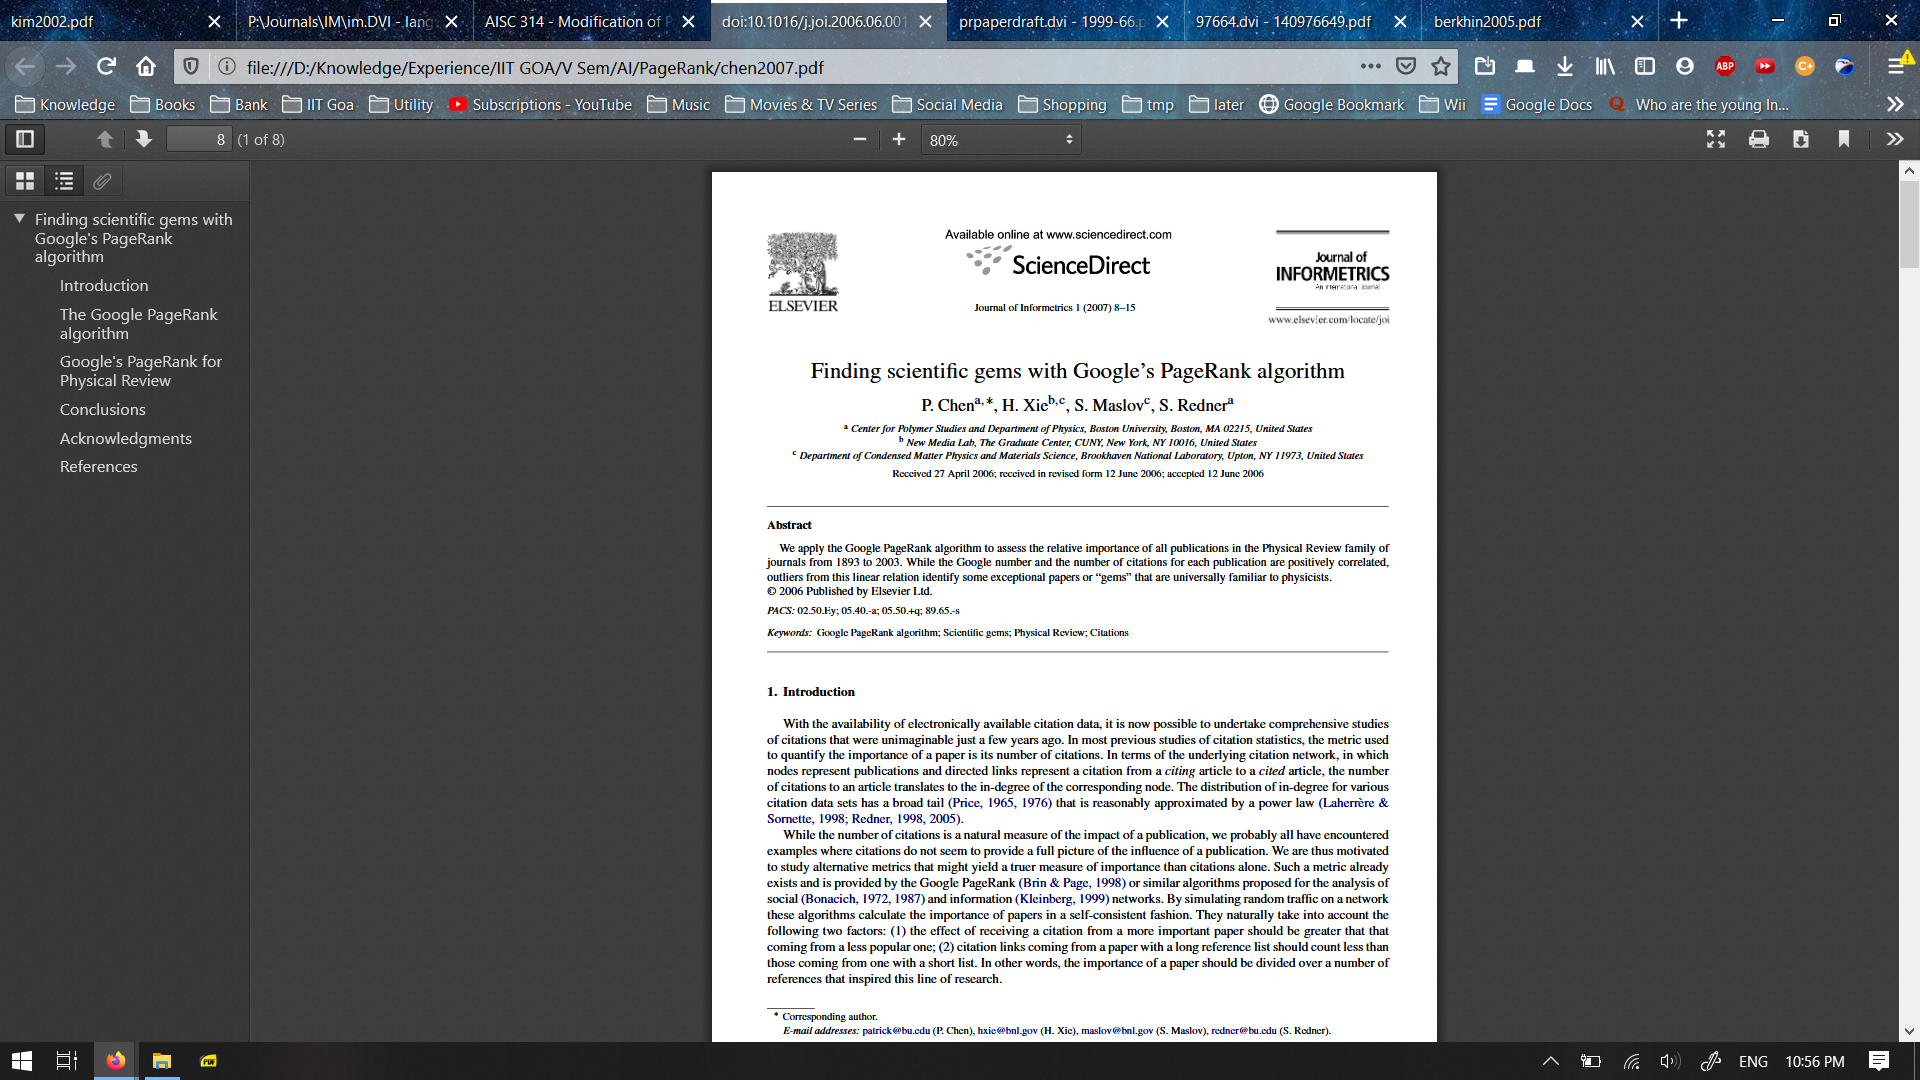 kim2002.pdf
P:\Journals\IM\im.DVI - lang
AISC 314 - Modification of P
doi:10.1016/j.joi.2006.06.001
prpaperdraft.dvi - 1999-66.p
97664.dvi - 140976649.pdf
berkhin2005.pdf
file:///D:/Knowledge/Experience/IIT GOA/V Sem/AI/PageRank/chen2007.pdf
ABP
C+
Knowledge
Books
Bank
IIT Goa
Utility
Subscriptions - YouTube
Music
Movies & TV Series
Social Media
Shopping
tmp
later
Google Bookmark
Wii
Google Docs
Who are the young In...
8 (1 of 8)
80%
Finding scientific gems with
Google's PageRank
algorithm
Introduction
The Google PageRank
algorithm
Google's PageRank for
Physical Review
Conclusions
Acknowledgments
References
Available online at www.sciencedirect.com
ScienceDirect
ELSEVIER
Journal of Informetrics 1 (2007) 8–15
Journal of
INFORMETRICS
An International Journal
www.elsevier.com/locate/joi
Finding scientific gems with Google’s PageRank algorithm
P. Chen a,*, H. Xie b,c, S. Maslov c, S. Redner a
a Center for Polymer Studies and Department of Physics, Boston University, Boston, MA 02215, United States
b New Media Lab, The Graduate Center, CUNY, New York, NY 10016, United States
c Department of Condensed Matter Physics and Materials Science, Brookhaven National Laboratory, Upton, NY 11973, United States
Received 27 April 2006; received in revised form 12 June 2006; accepted 12 June 2006
Abstract
We apply the Google PageRank algorithm to assess the relative importance of all publications in the Physical Review family of
journals from 1893 to 2003. While the Google number and the number of citations for each publication are positively correlated,
outliers from this linear relation identify some exceptional papers or “gems” that are universally familiar to physicists.
© 2006 Published by Elsevier Ltd.
PACS: 02.50.Ey; 05.40.-a; 05.50.+q; 89.65.-s
Keywords: Google PageRank algorithm; Scientific gems; Physical Review; Citations
1. Introduction
With the availability of electronically available citation data, it is now possible to undertake comprehensive studies
of citations that were unimaginable just a few years ago. In most previous studies of citation statistics, the metric used
to quantify the importance of a paper is its number of citations. In terms of the underlying citation network, in which
nodes represent publications and directed links represent a citation from a citing article to a cited article, the number
of citations to an article translates to the in-degree of the corresponding node. The distribution of in-degree for various
citation data sets has a broad tail (Price, 1965, 1976) that is reasonably approximated by a power law (Laherrère &
Sornette, 1998; Redner, 1998, 2005).
While the number of citations is a natural measure of the impact of a publication, we probably all have encountered
examples where citations do not seem to provide a full picture of the influence of a publication. We are thus motivated
to study alternative metrics that might yield a truer measure of importance than citations alone. Such a metric already
exists and is provided by the Google PageRank (Brin & Page, 1998) or similar algorithms proposed for the analysis of
social (Bonacich, 1972, 1987) and information (Kleinberg, 1999) networks. By simulating random traffic on a network
these algorithms calculate the importance of papers in a self-consistent fashion. They naturally take into account the
following two factors: (1) the effect of receiving a citation from a more important paper should be greater that that
coming from a less popular one; (2) citation links coming from a paper with a long reference list should count less than
those coming from one with a short list. In other words, the importance of a paper should be divided over a number of
references that inspired this line of research.
* Corresponding author.
E-mail addresses: patrick@bu.edu (P. Chen), hxie@bnl.gov (H. Xie), maslov@bnl.gov (S. Maslov), redner@bu.edu (S. Redner).
PDF
ENG
10:56 PM